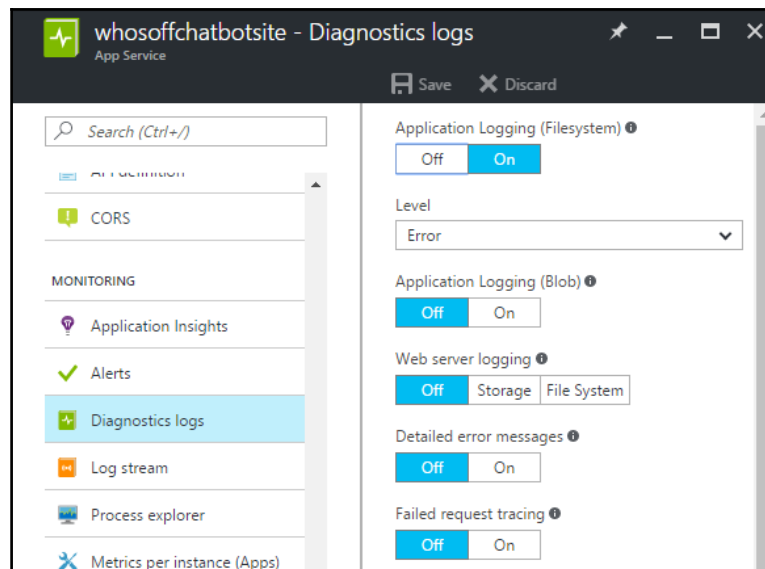 whosoffchatbotsite - Diagnostics logs
App Service
Save Discard
Search (Ctrl+/)
API definition
CORS
MONITORING
Application Insights
Alerts
Diagnostics logs
Log stream
Process explorer
Metrics per instance (Apps)
Application Logging (Filesystem)
Off On
Level
Error
Application Logging (Blob)
Off On
Web server logging
Off Storage File System
Detailed error messages
Off On
Failed request tracing
Off On